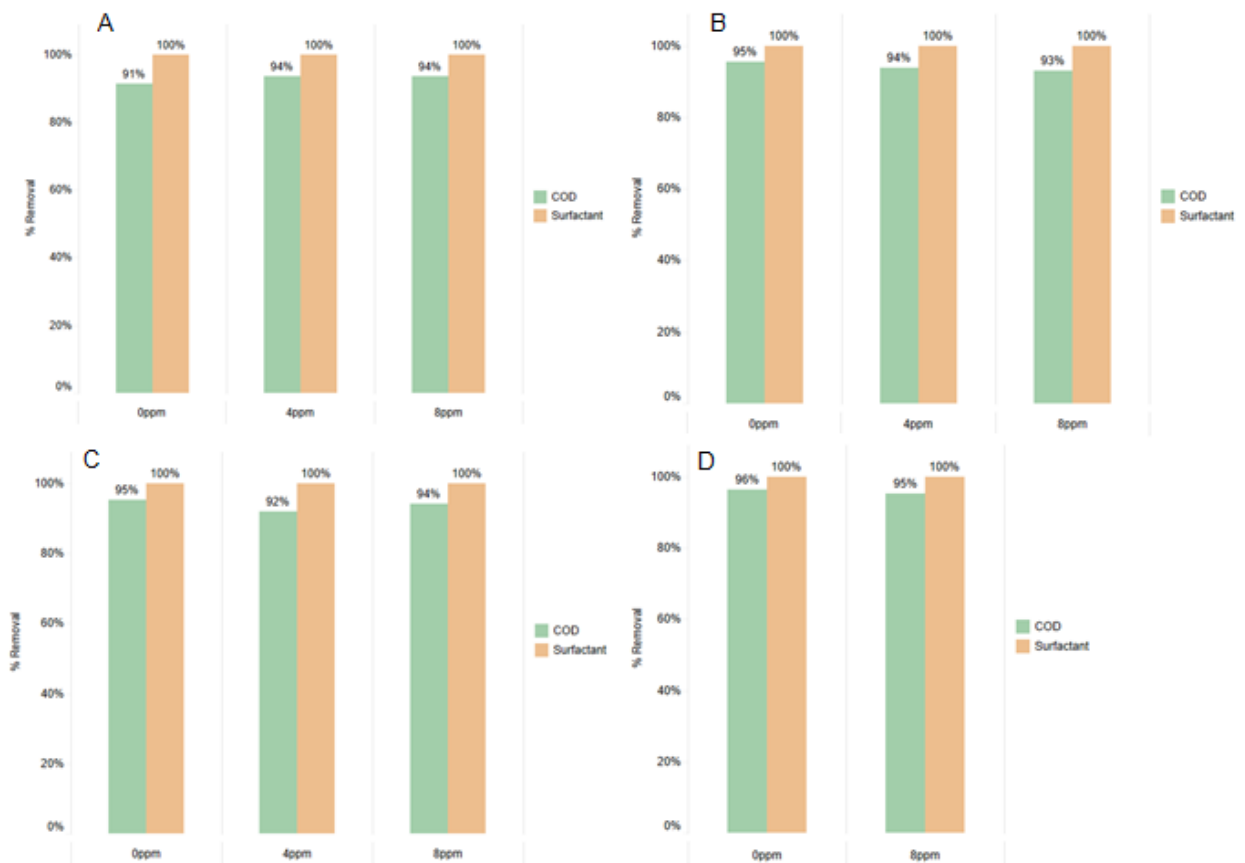 A
100%
100%
100%
100%
91%
94%
94%
80%
60%
40%
20%
0%
% Removal
0ppm
4ppm
8ppm
COD
Surfactant
B
100%
100%
100%
100%
95%
94%
93%
80%
60%
40%
20%
0%
% Removal
0ppm
4ppm
8ppm
COD
Surfactant
C
100%
100%
100%
100%
95%
92%
94%
80%
60%
40%
20%
0%
% Removal
0ppm
4ppm
8ppm
COD
Surfactant
D
100%
100%
100%
96%
95%
80%
60%
40%
20%
0%
% Removal
0ppm
8ppm
COD
Surfactant